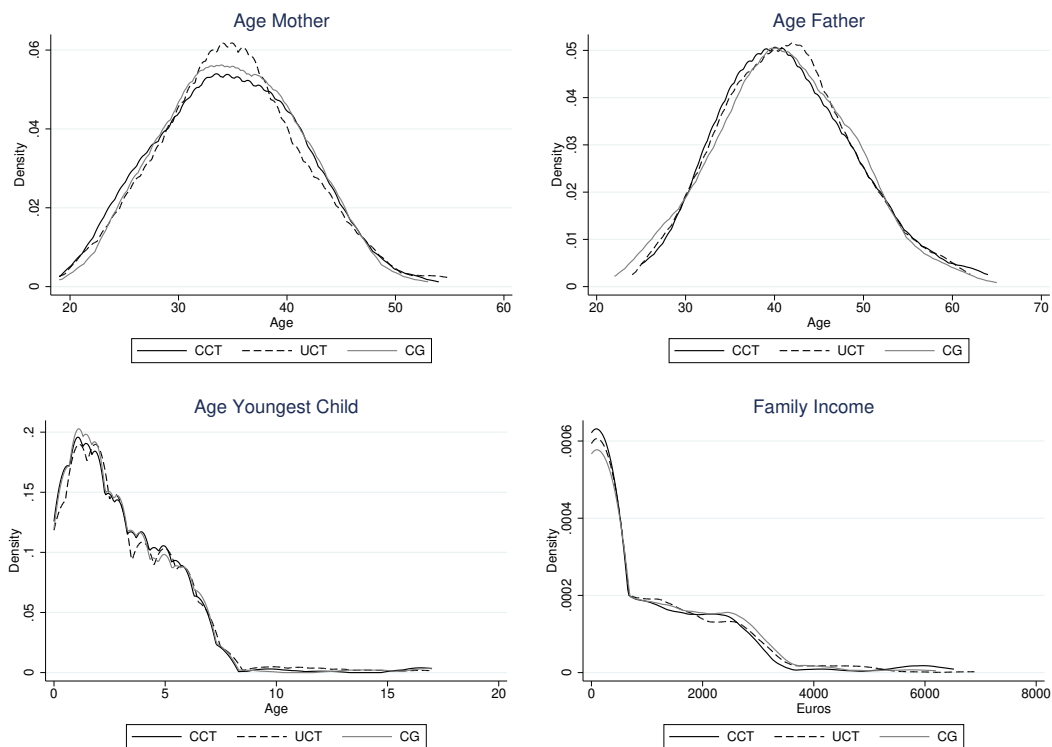 Age Mother
Density
0 .02 .04 .06
20 30 40 50 60
Age
CCT UCT CG
Age Father
Density
0 .01 .02 .03 .04 .05
20 30 40 50 60 70
Age
CCT UCT CG
Age Youngest Child
Density
0 .05 .1 .15 .2
0 5 10 15 20
Age
CCT UCT CG
Family Income
Density
0 .0002 .0004 .0006
0 2000 4000 6000 8000
Euros
CCT UCT CG